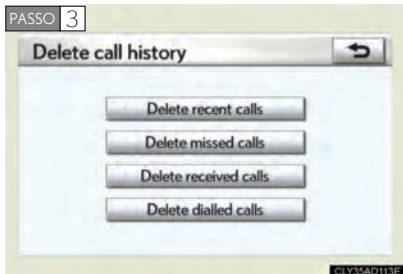 PASSO 3
Delete call history
Delete recent calls
Delete missed calls
Delete received calls
Delete dialled calls
CLY35AD113E